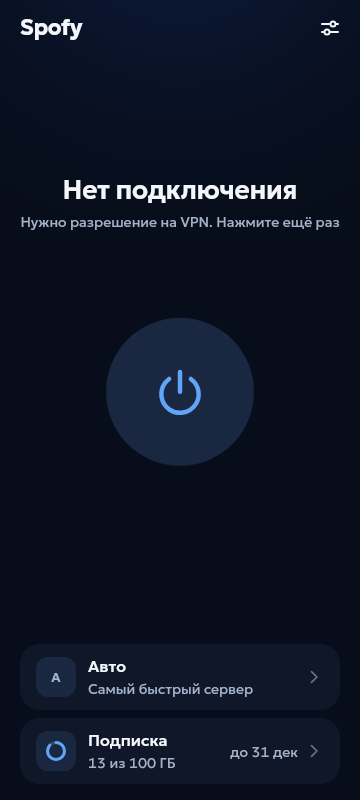 Spofy
Нет подключения
Нужно разрешение на VPN. Нажмите ещё раз
A
Авто
Самый быстрый сервер
Подписка
13 из 100 ГБ
до 31 дек